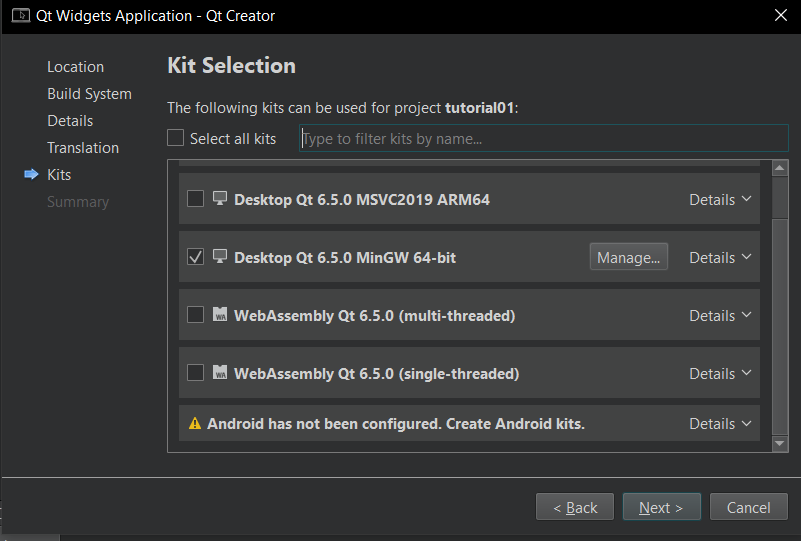 Qt Widgets Application - Qt Creator
Location
Build System
Details
Translation
Kits
Summary
Kit Selection
The following kits can be used for project tutorial01:
Select all kits
Type to filter kits by name...
Desktop Qt 6.5.0 MSVC2019 ARM64 Details
Desktop Qt 6.5.0 MinGW 64-bit Manage... Details
WebAssembly Qt 6.5.0 (multi-threaded) Details
WebAssembly Qt 6.5.0 (single-threaded) Details
Android has not been configured. Create Android kits. Details
< Back Next > Cancel